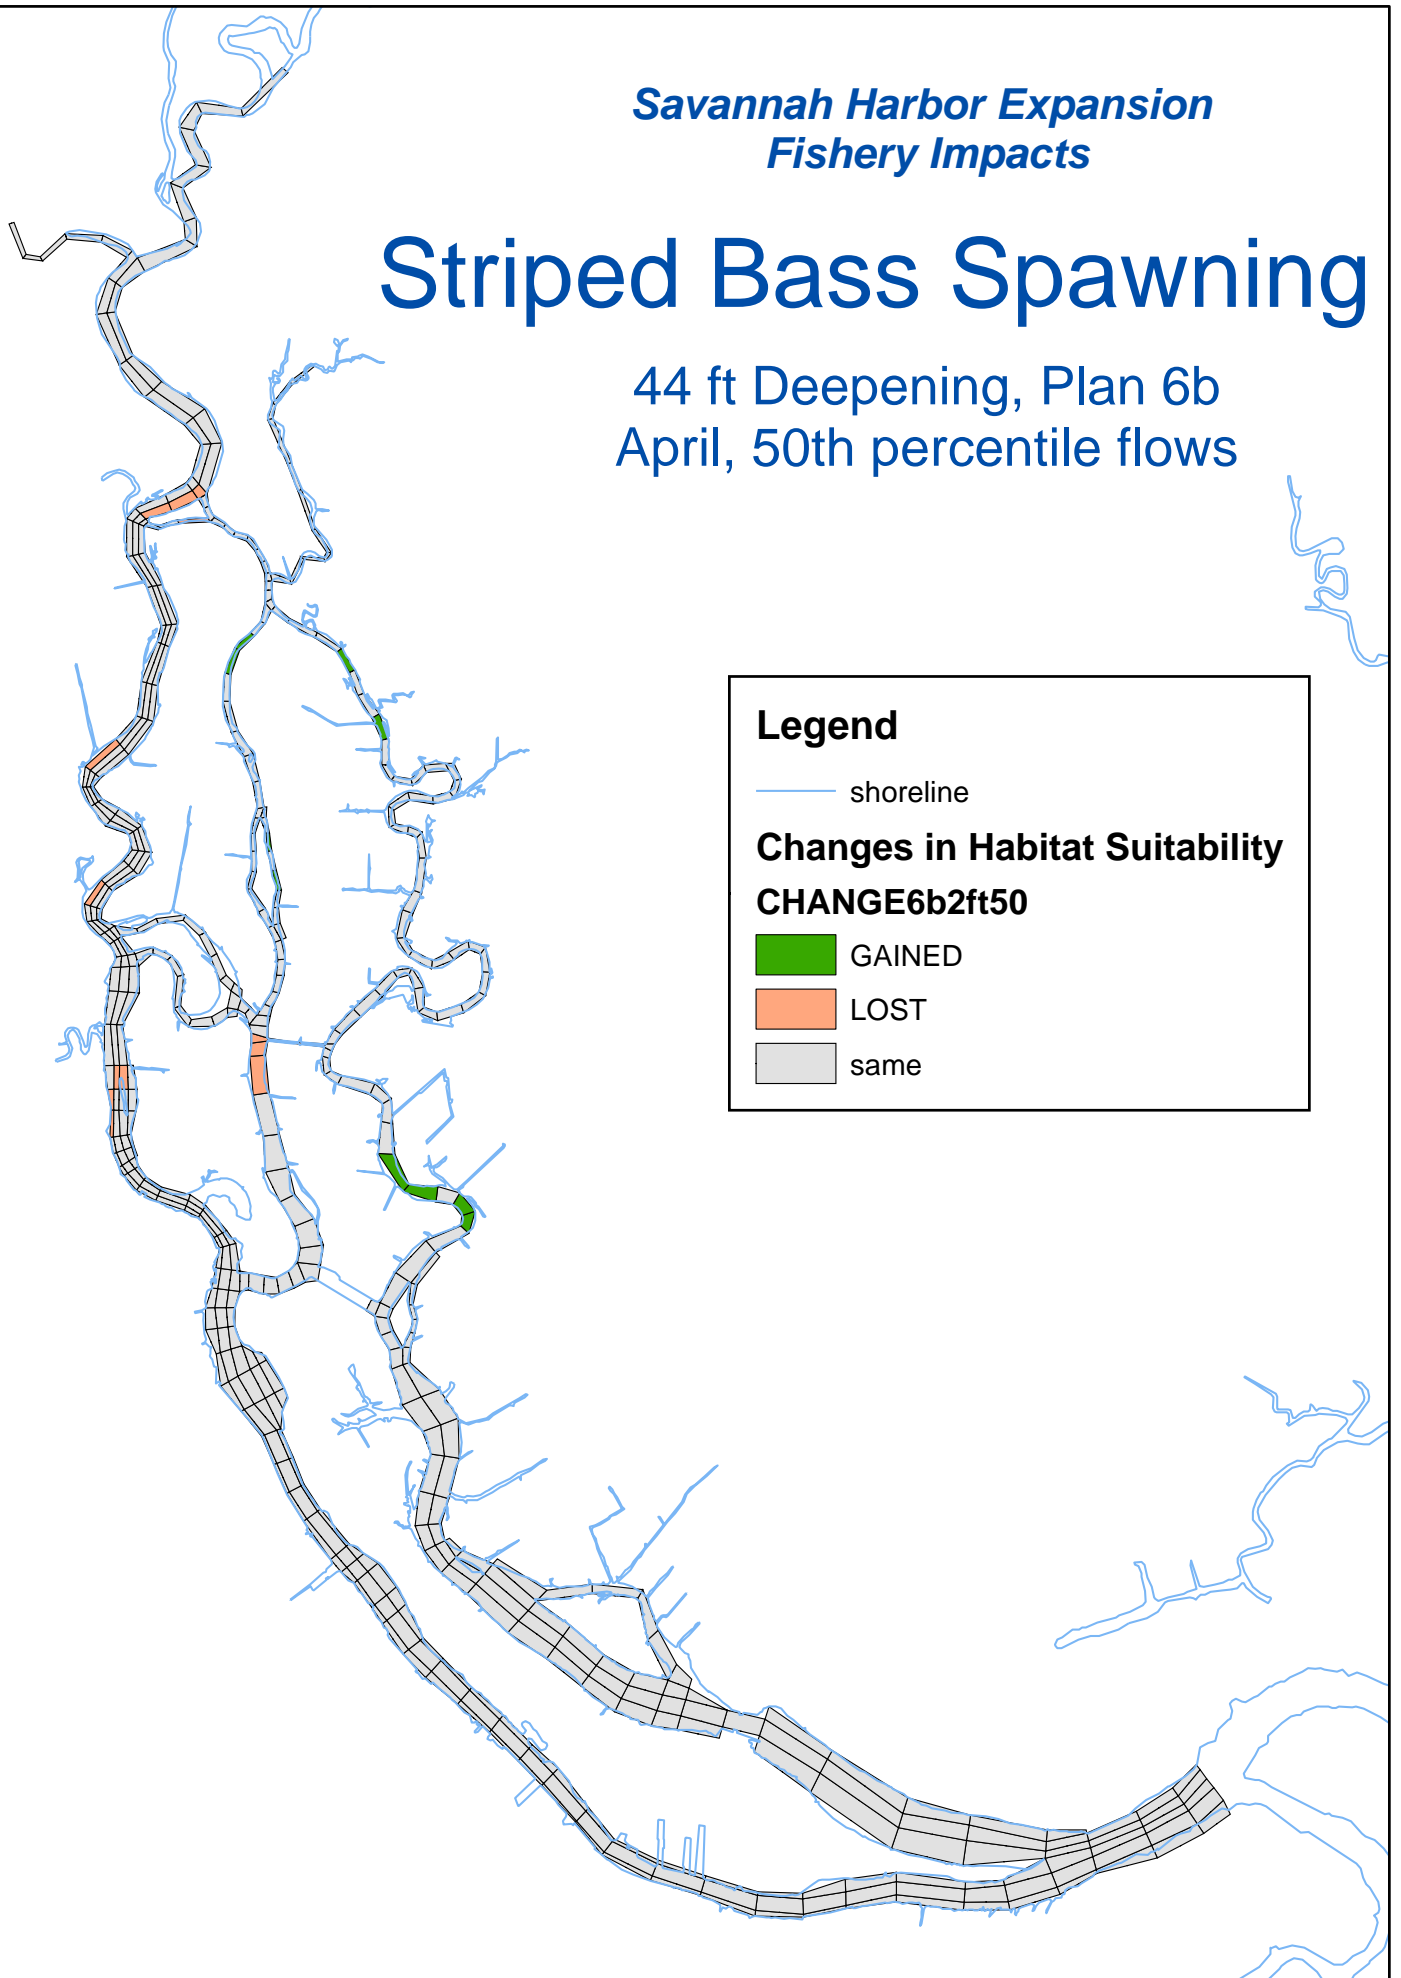 Savannah Harbor Expansion
Fishery Impacts
Striped Bass Spawning
44 ft Deepening, Plan 6b
April, 50th percentile flows
Legend
shoreline
Changes in Habitat Suitability
CHANGE6b2ft50
GAINED
LOST
same